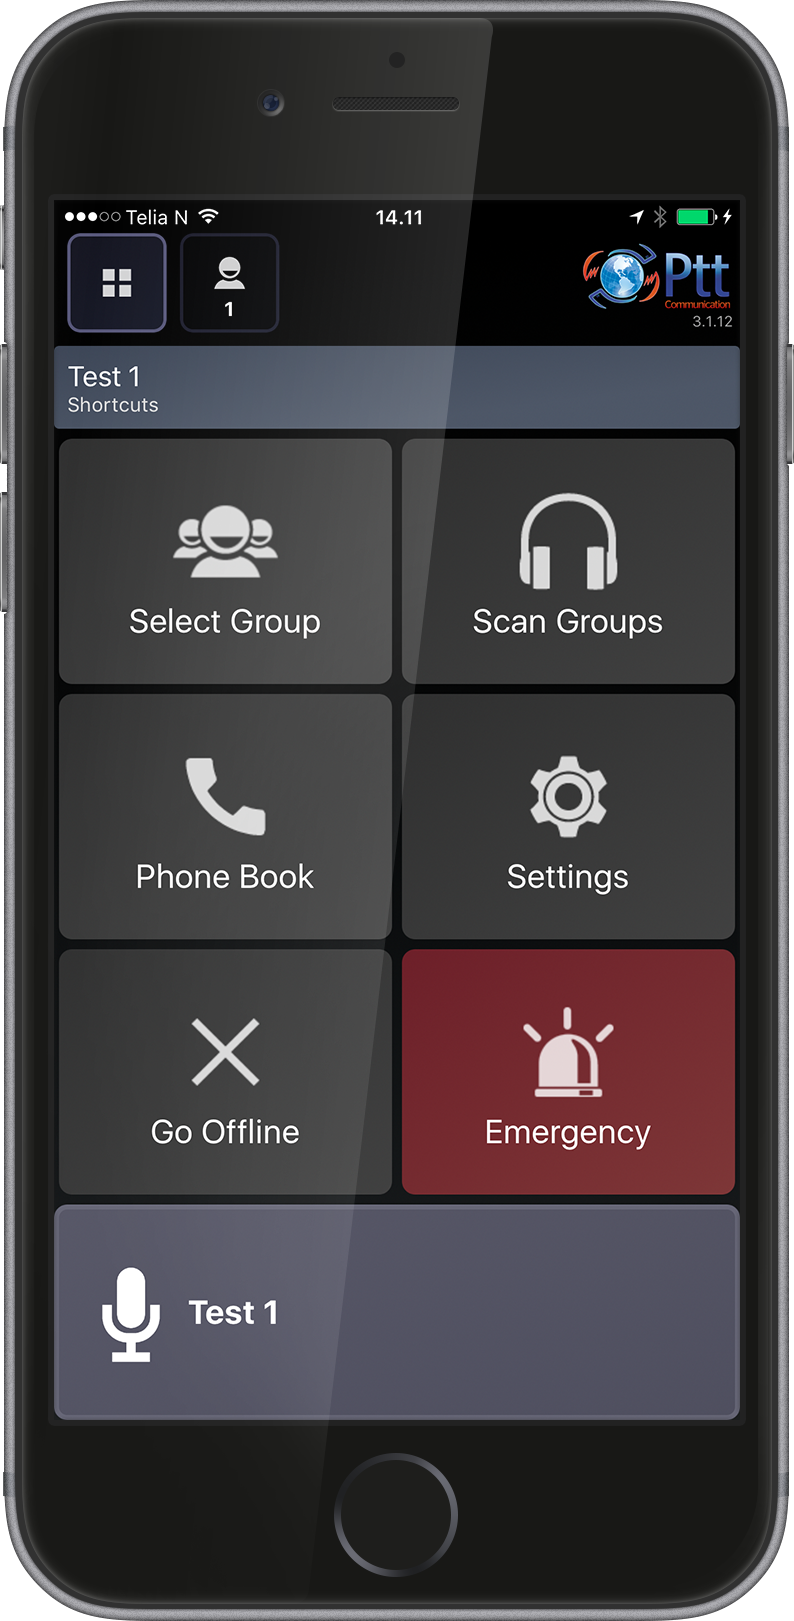 Telia N
14.11
1
Ptt
Communication
3.1.12
Test 1
Shortcuts
Select Group
Scan Groups
Phone Book
Settings
Go Offline
Emergency
Test 1